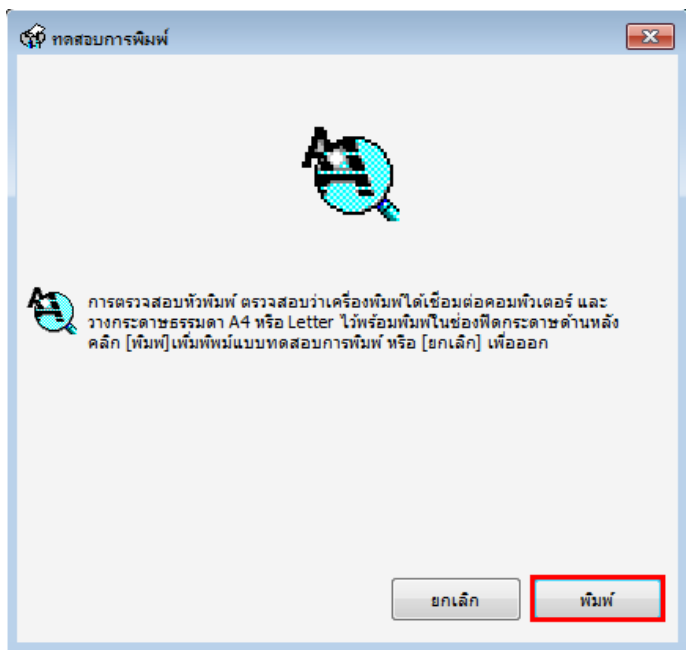 ทดสอบการพิมพ์
การตรวจสอบหัวพิมพ์ ตรวจสอบว่าเครื่องพิมพ์ได้เชื่อมต่อคอมพิวเตอร์ และ
วางกระดาษธรรมดา A4 หรือ Letter ไว้พร้อมพิมพ์ในช่องฟีดกระดาษด้านหลัง
คลิก [พิมพ์]เพิ่มพิพม์แบบทดสอบการพิมพ์ หรือ [ยกเลิก] เพื่อออก
ยกเลิก
พิมพ์